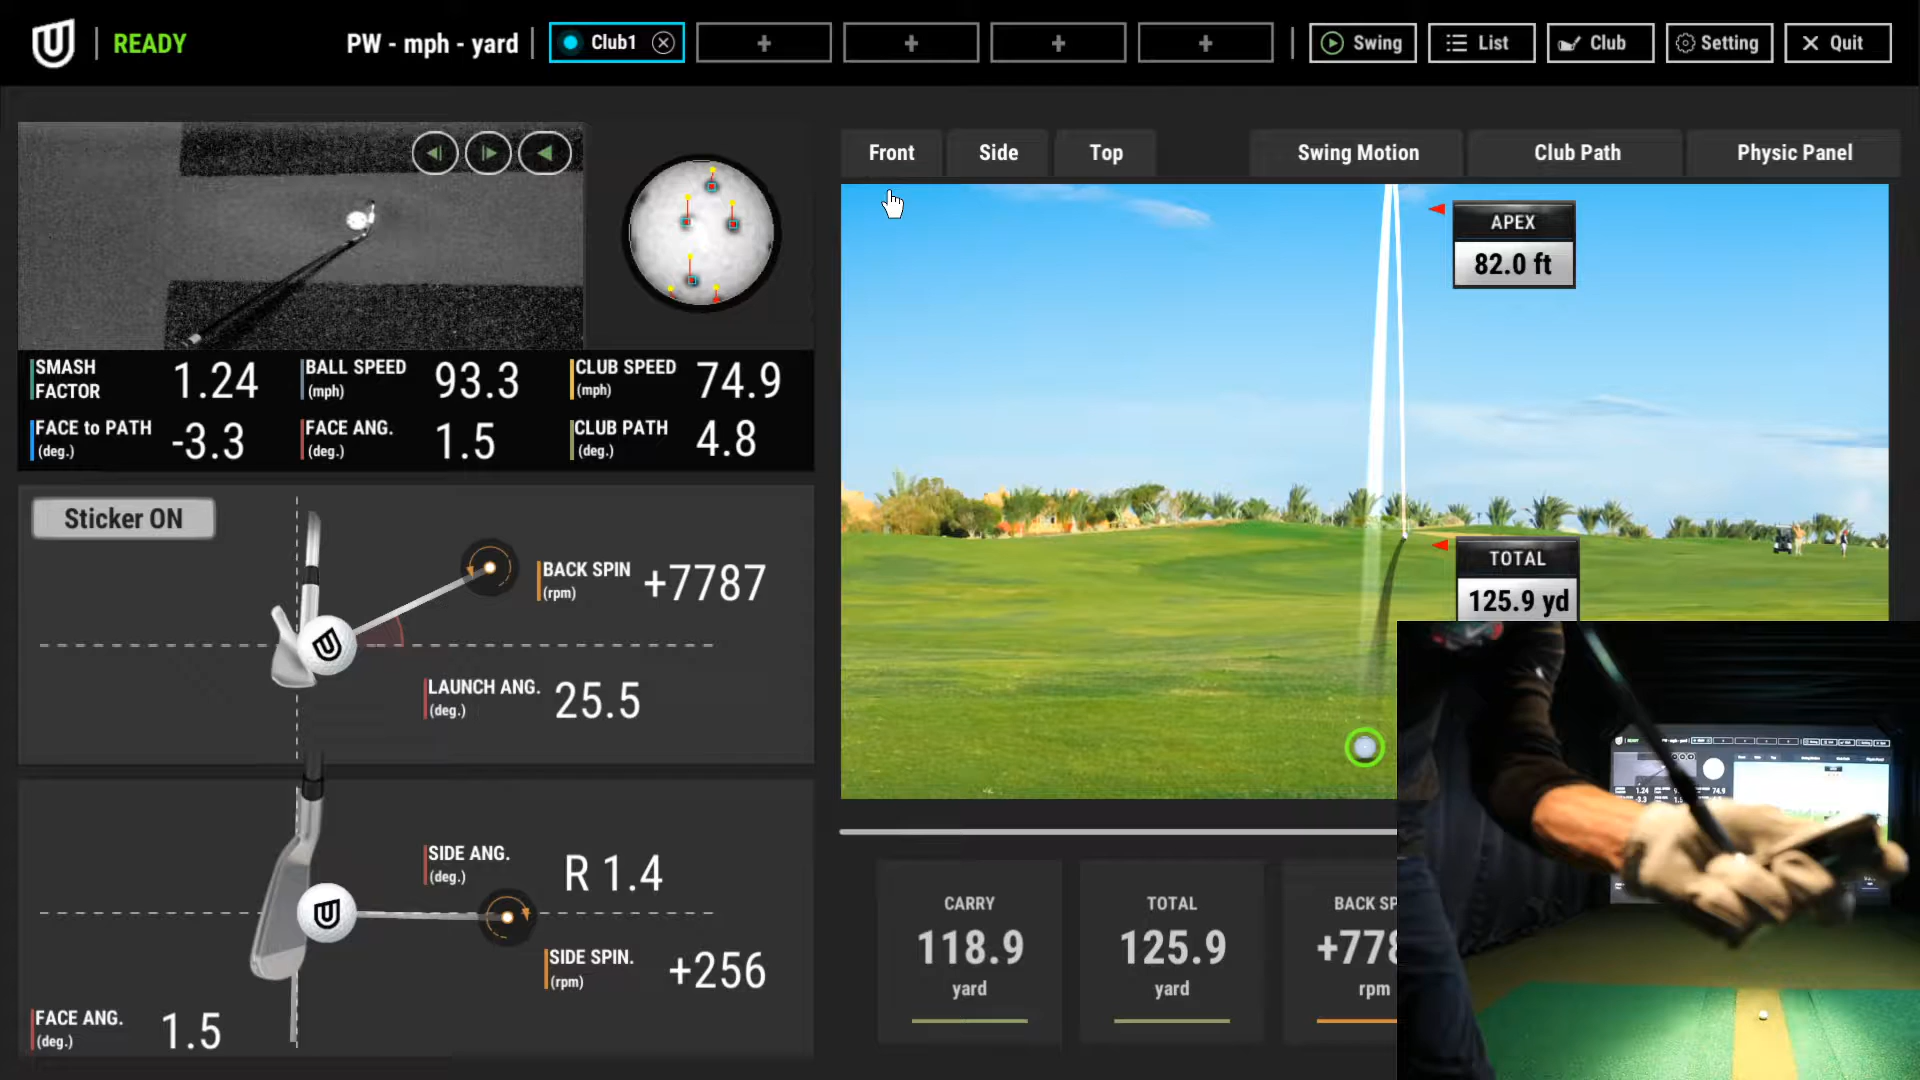 READY
PW - mph - yard
Club1
Swing
List
Club
Setting
Quit
Front
Side
Top
Swing Motion
Club Path
Physic Panel
APEX
82.0 ft
SMASH FACTOR
1.24
BALL SPEED
(mph)
93.3
CLUB SPEED
(mph)
74.9
FACE to PATH
(deg.)
-3.3
FACE ANG.
(deg.)
1.5
CLUB PATH
(deg.)
4.8
Sticker ON
BACK SPIN
(rpm)
+7787
LAUNCH ANG.
(deg.)
25.5
TOTAL
125.9 yd
SIDE ANG.
(deg.)
R 1.4
SIDE SPIN.
(rpm)
+256
FACE ANG.
(deg.)
1.5
CARRY
118.9
yard
TOTAL
125.9
yard
BACK SP
+778
rpm